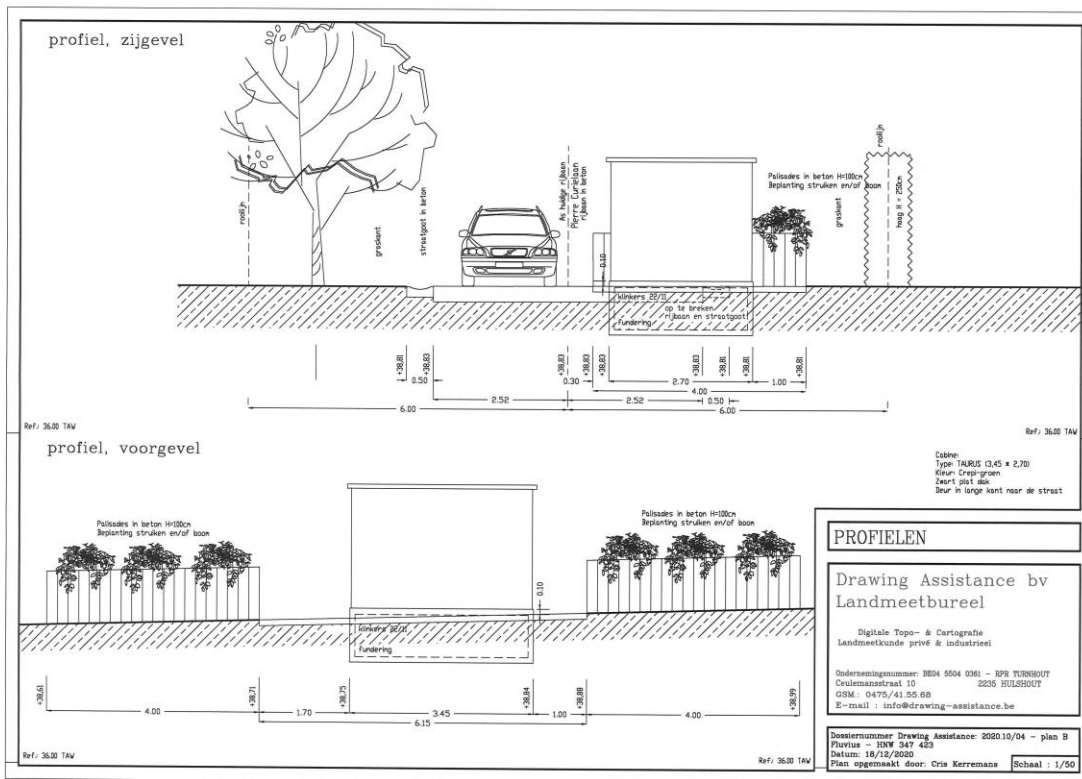 profiel, zijgevel
rooilijn
graskant
straatgoot in beton
As huidige rijbaan
Pierre Curielaan
rijbaan in beton
0.10
Palisades in beton H=100cm
Beplanting struiken en/of boom
graskant
rooilijn
haag H = 250cm
klinkers 22/11
op te breken
rijbaan en straatgoot
fundering
+38,81
+38,83
+38,83
+38,83
+38,83
+38,83
+38,81
+38,81
+38,81
0.50
0.30
2.70
1.00
4.00
2.52
2.52
0.50
6.00
6.00
Ref.: 36.00 TAW
Ref.: 36.00 TAW
profiel, voorgevel
Cabine:
Type: TAURUS (3,45 * 2,70)
Kleur: Crepi-groen
Zwart plat dak
Deur in lange kant naar de straat
Palisades in beton H=100cm
Beplanting struiken en/of boom
Palisades in beton H=100cm
Beplanting struiken en/of boom
0.10
klinkers 22/11
fundering
+38,61
+38,71
+38,75
+38,84
+38,88
+38,99
4.00
1.70
3.45
1.00
4.00
6.15
Ref.: 36.00 TAW
Ref.: 36.00 TAW
PROFIELEN
Drawing Assistance bv
Landmeetbureel
Digitale Topo- & Cartografie
Landmeetkunde privé & industrieel
Ondernemingsnummer: BE04 5504 0361 - RPR TURNHOUT
Ceulemansstraat 10 2235 HULSHOUT
GSM.: 0475/41.55.68
E-mail : info@drawing-assistance.be
Dossiernummer Drawing Assistance: 2020.10/04 - plan B
Fluvius - HNW 347 423
Datum: 18/12/2020
Plan opgemaakt door: Cris Kerremans
Schaal : 1/50